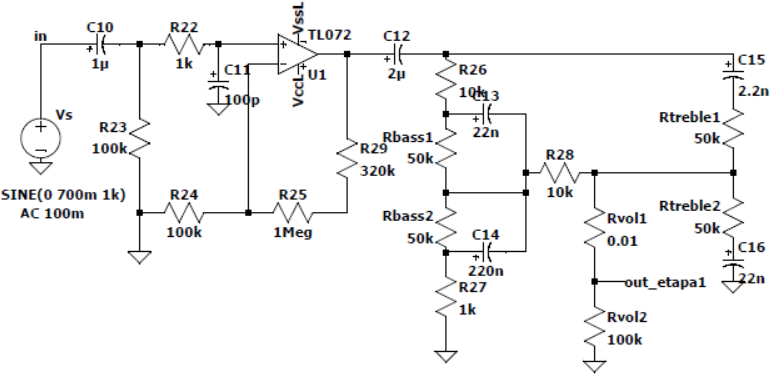 in
C10
1µ
R22
1k
C11
100p
VssL
TL072
U1
VccL
C12
2µ
R23
100k
Vs
SINE(0 700m 1k)
AC 100m
R24
100k
R25
1Meg
R29
320k
R26
10k
C13
22n
Rbass1
50k
Rbass2
50k
C14
220n
R27
1k
R28
10k
C15
2.2n
Rtreble1
50k
Rtreble2
50k
C16
22n
Rvol1
0.01
out_etapa1
Rvol2
100k